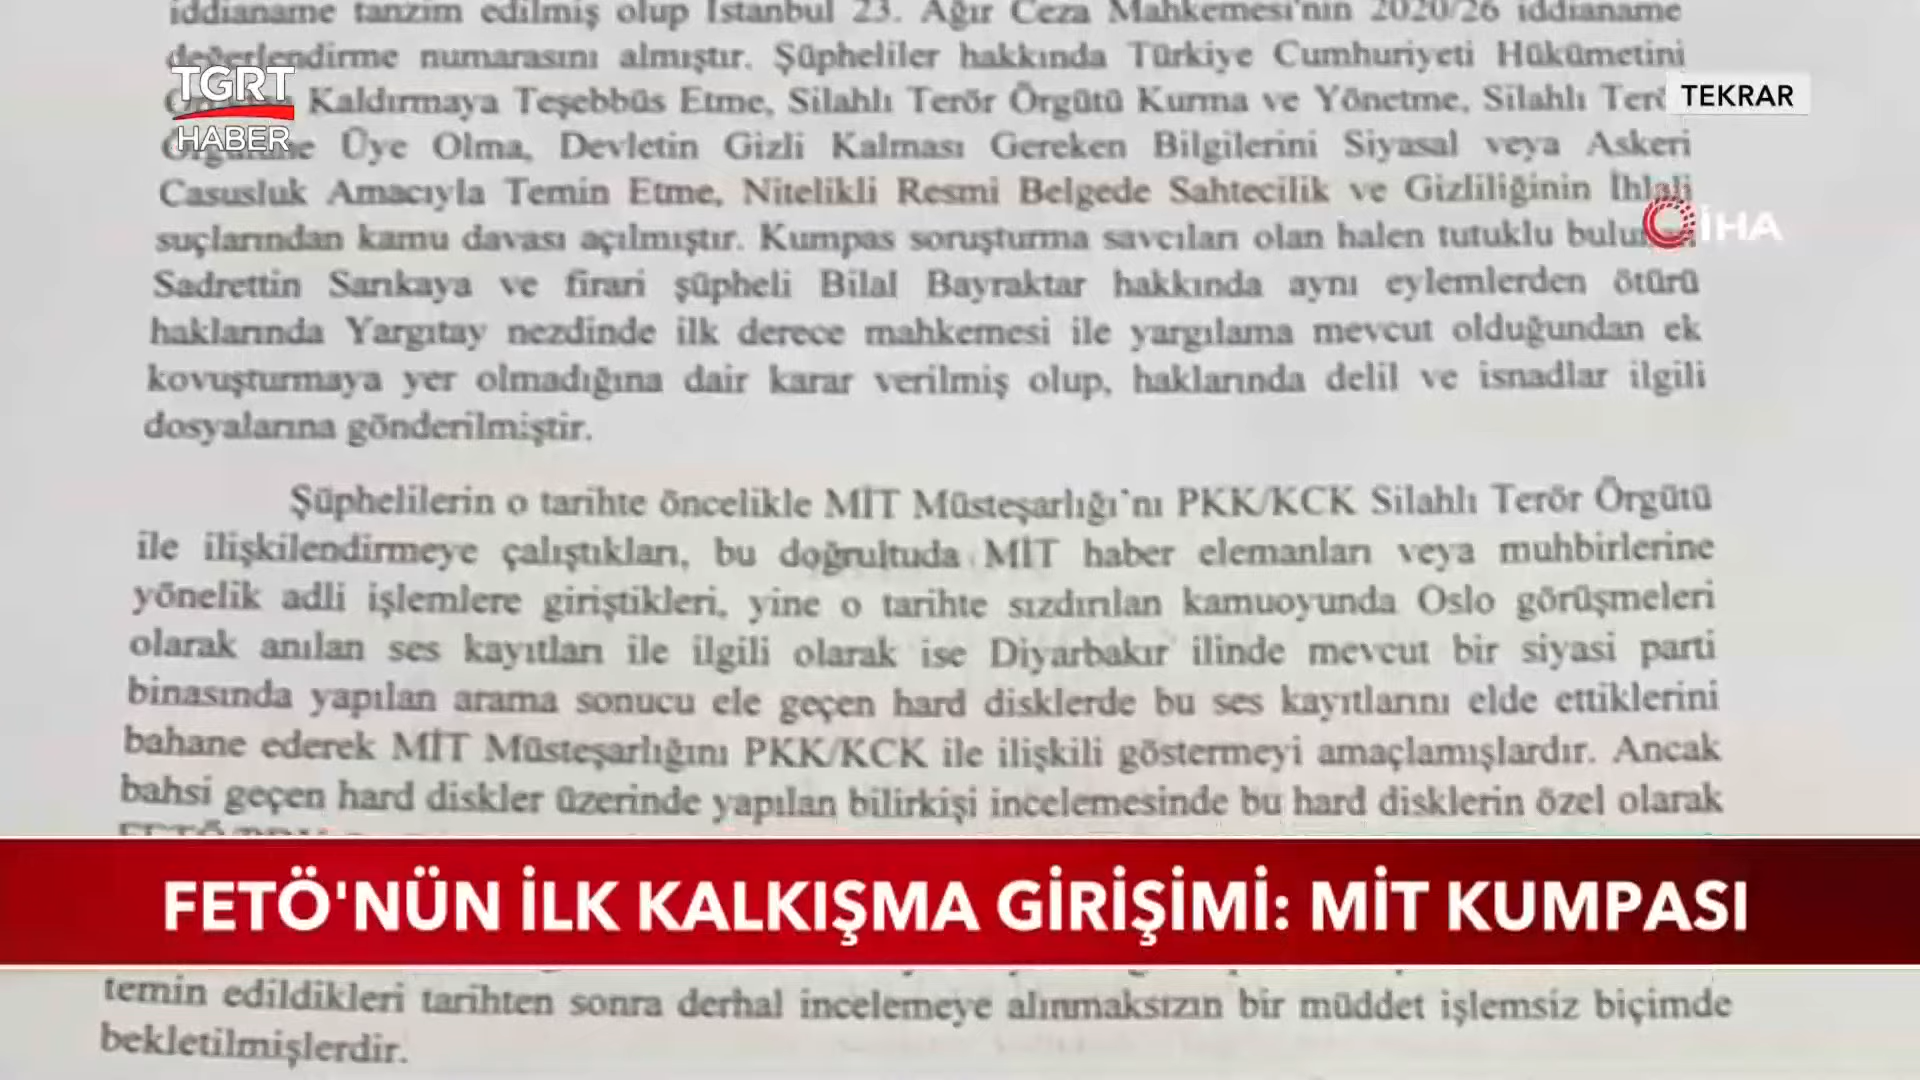 iddianame tanzim edilmiş olup İstanbul 23. Ağır Ceza Mahkemesi'nin 2020/26 iddianame
değerlendirme numarasını almıştır. Şüpheliler hakkında Türkiye Cumhuriyeti Hükümetini
Kaldırmaya Teşebbüs Etme, Silahlı Terör Örgütü Kurma ve Yönetme, Silahlı Terör
Üye Olma, Devletin Gizli Kalması Gereken Bilgilerini Siyasal veya Askeri
Casusluk Amacıyla Temin Etme, Nitelikli Resmi Belgede Sahtecilik ve Gizliliğinin İhlali
suçlarından kamu davası açılmıştır. Kumpas soruşturma savcıları olan halen tutuklu
Sadrettin Sarıkaya ve firari şüpheli Bilal Bayraktar hakkında aynı eylemlerden ötürü
haklarında Yargıtay nezdinde ilk derece mahkemesi ile yargılama mevcut olduğundan ek
kovuşturmaya yer olmadığına dair karar verilmiş olup, haklarında delil ve isnadlar ilgili
dosyalarına gönderilmiştir.
Şüphelilerin o tarihte öncelikle MİT Müsteşarlığı'nı PKK/KCK Silahlı Terör Örgütü
ile ilişkilendirmeye çalıştıkları, bu doğrultuda MİT haber elemanları veya muhbirlerine
yönelik adli işlemlere giriştikleri, yine o tarihte sızdırılan kamuoyunda Oslo görüşmeleri
olarak anılan ses kayıtları ile ilgili olarak ise Diyarbakır ilinde mevcut bir siyasi parti
binasında yapılan arama sonucu ele geçen hard disklerde bu ses kayıtlarını elde ettiklerini
bahane ederek MİT Müsteşarlığını PKK/KCK ile ilişkili göstermeyi amaçlamışlardır. Ancak
bahsi geçen hard diskler üzerinde yapılan bilirkişi incelemesinde bu hard disklerin özel olarak
temin edildikleri tarihten sonra derhal incelemeye alınmaksızın bir müddet işlemsiz biçimde
bekletilmişlerdir.
TGRT
HABER
TEKRAR
İHA
FETÖ'NÜN İLK KALKIŞMA GİRİŞİMİ: MİT KUMPASI